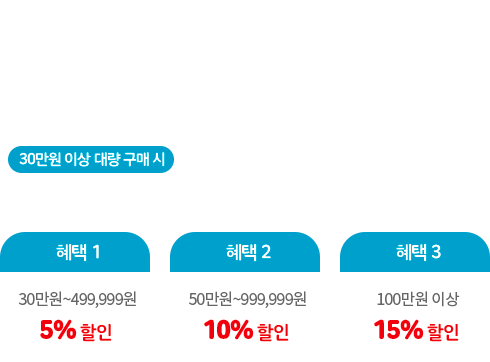 30만원 이상 대량 구매 시
혜택 1
혜택 2
혜택 3
30만원~499,999원
50만원~999,999원
100만원 이상
5% 할인
10% 할인
15% 할인